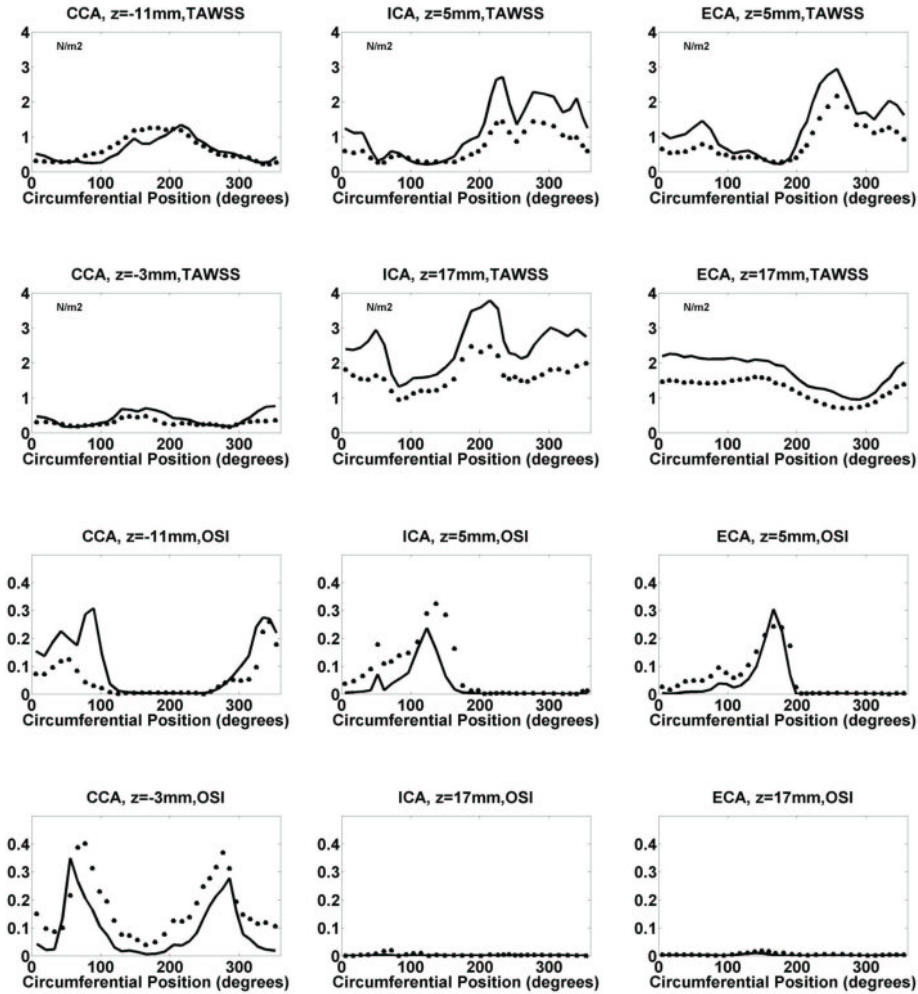 CCA, z=-11mm,TAWSS
ICA, z=5mm,TAWSS
ECA, z=5mm,TAWSS
4
3
2
1
0
N/m2
4
3
2
1
0
N/m2
4
3
2
1
0
N/m2
0 100 200 300
0 100 200 300
0 100 200 300
Circumferential Position (degrees)
Circumferential Position (degrees)
Circumferential Position (degrees)
CCA, z=-3mm,TAWSS
ICA, z=17mm,TAWSS
ECA, z=17mm,TAWSS
4
3
2
1
0
N/m2
4
3
2
1
0
N/m2
4
3
2
1
0
N/m2
0 100 200 300
0 100 200 300
0 100 200 300
Circumferential Position (degrees)
Circumferential Position (degrees)
Circumferential Position (degrees)
CCA, z=-11mm,OSI
ICA, z=5mm,OSI
ECA, z=5mm,OSI
0.4
0.3
0.2
0.1
0
0.4
0.3
0.2
0.1
0
0.4
0.3
0.2
0.1
0
0 100 200 300
0 100 200 300
0 100 200 300
Circumferential Position (degrees)
Circumferential Position (degrees)
Circumferential Position (degrees)
CCA, z=-3mm,OSI
ICA, z=17mm,OSI
ECA, z=17mm,OSI
0.4
0.3
0.2
0.1
0
0.4
0.3
0.2
0.1
0
0.4
0.3
0.2
0.1
0
0 100 200 300
0 100 200 300
0 100 200 300
Circumferential Position (degrees)
Circumferential Position (degrees)
Circumferential Position (degrees)